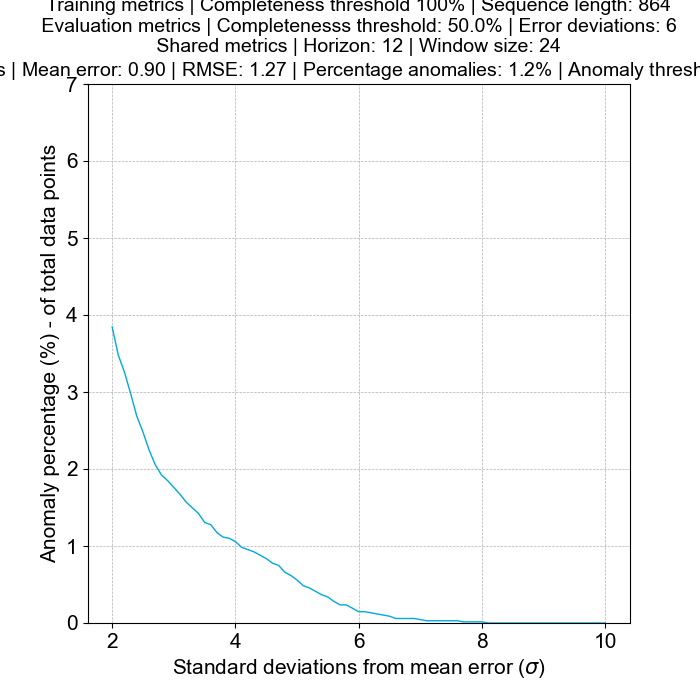 Training metrics | Completeness threshold 100% | Sequence length: 864
Evaluation metrics | Completenesss threshold: 50.0% | Error deviations: 6
Shared metrics | Horizon: 12 | Window size: 24
| Mean error: 0.90 | RMSE: 1.27 | Percentage anomalies: 1.2% | Anomaly
7
6
5
4
3
2
1
0
Anomaly percentage (%) - of total data points
2 4 6 8 10
Standard deviations from mean error (σ)